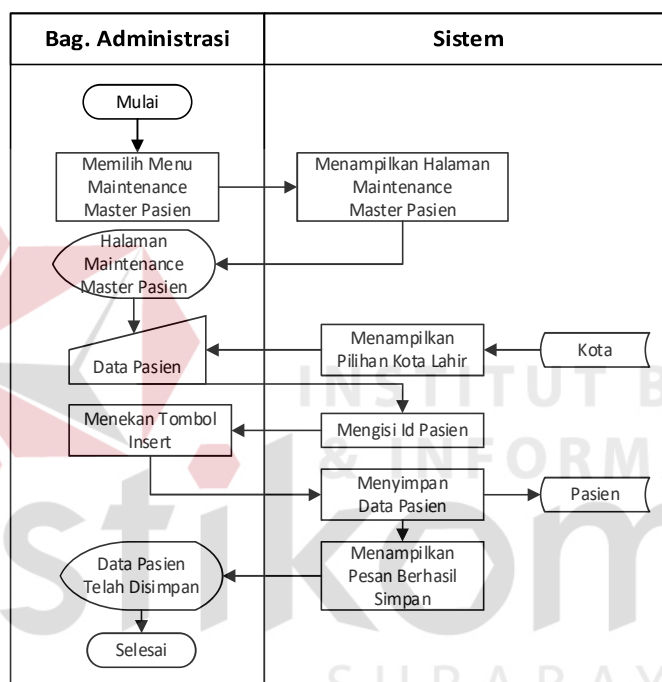 Bag. Administrasi
Sistem
Mulai
Memilih Menu
Maintenance
Master Pasien
Menampilkan Halaman
Maintenance
Master Pasien
Halaman
Maintenance
Master Pasien
Data Pasien
Menampilkan
Pilihan Kota Lahir
Kota
Menekan Tombol
Insert
Mengisi Id Pasien
Menyimpan
Data Pasien
Pasien
Data Pasien
Telah Disimpan
Menampilkan
Pesan Berhasil
Simpan
Selesai
INSTITUT B
& INFORM
stikom
SURABAY